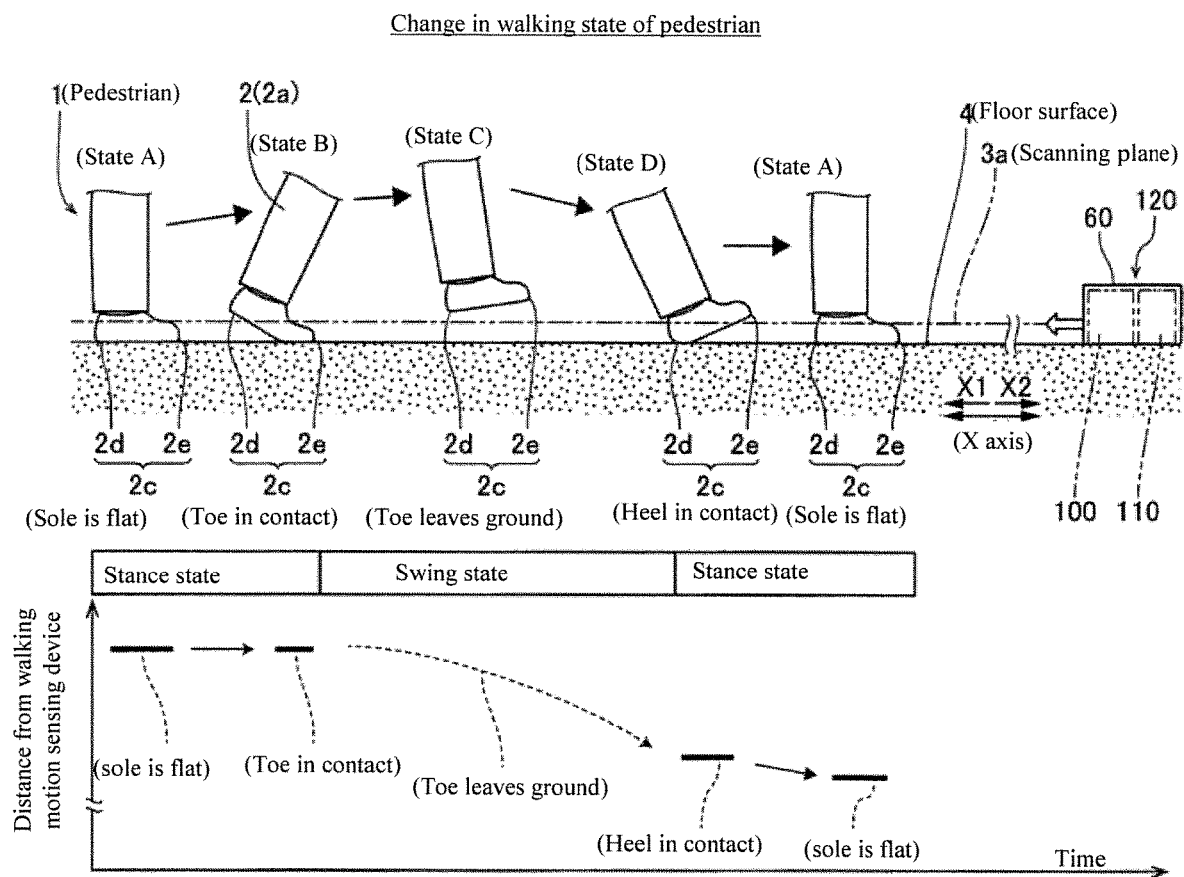 Change in walking state of pedestrian
1(Pedestrian)
2(2a)
4(Floor surface)
(State A)
(State B)
(State C)
(State D)
(State A)
3a(Scanning plane)
60
120
X1 X2
(X axis)
2d 2e
2d 2e
2d 2e
2d 2e
2d 2e
2c
2c
2c
2c
2c
100 110
(Sole is flat)
(Toe in contact)
(Toe leaves ground)
(Heel in contact)
(Sole is flat)
Stance state
Swing state
Stance state
Distance from walking
motion sensing device
(sole is flat)
(Toe in contact)
(Toe leaves ground)
(Heel in contact)
(sole is flat)
Time